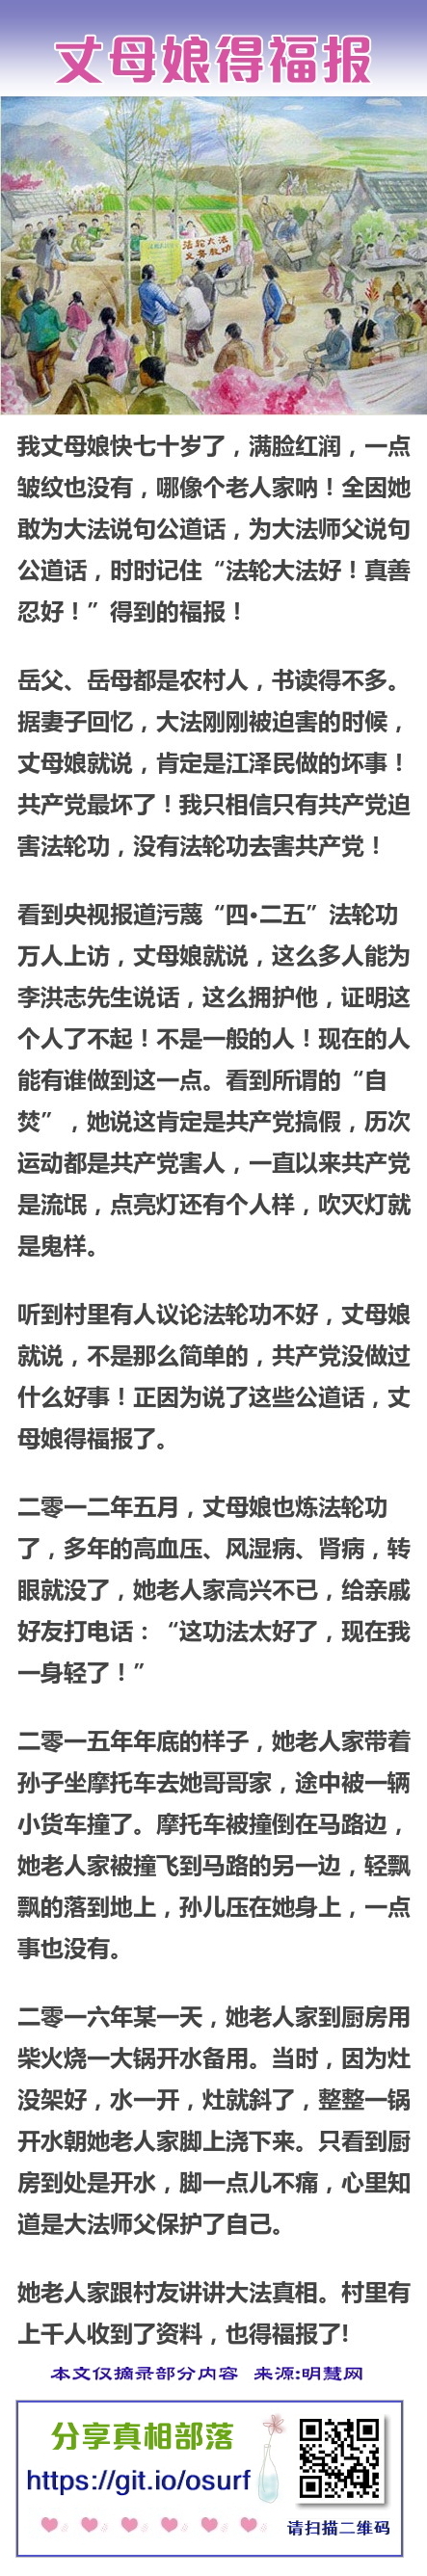 丈母娘得福报
法轮大法
义务教功
我丈母娘快七十岁了，满脸红润，一点
皱纹也没有，哪像个老人家呐！全因她
敢为大法说句公道话，为大法师父说句
公道话，时时记住“法轮大法好！真善
忍好！”得到的福报！
岳父、岳母都是农村人，书读得不多。
据妻子回忆，大法刚刚被迫害的时候，
丈母娘就说，肯定是江泽民做的坏事！
共产党最坏了！我只相信只有共产党迫
害法轮功，没有法轮功去害共产党！
看到央视报道污蔑“四•二五”法轮功
万人上访，丈母娘就说，这么多人能为
李洪志先生说话，这么拥护他，证明这
个人了不起！不是一般的人！现在的人
能有谁做到这一点。看到所谓的“自
焚”，她说这肯定是共产党搞假，历次
运动都是共产党害人，一直以来共产党
是流氓，点亮灯还有个人样，吹灭灯就
是鬼样。
听到村里有人议论法轮功不好，丈母娘
就说，不是那么简单的，共产党没做过
什么好事！正因为说了这些公道话，丈
母娘得福报了。
二零一二年五月，丈母娘也炼法轮功
了，多年的高血压、风湿病、肾病，转
眼就没了，她老人家高兴不已，给亲戚
好友打电话：“这功法太好了，现在我
一身轻了！”
二零一五年年底的样子，她老人家带着
孙子坐摩托车去她哥哥家，途中被一辆
小货车撞了。摩托车被撞倒在马路边，
她老人家被撞飞到马路的另一边，轻飘
飘的落到地上，孙儿压在她身上，一点
事也没有。
二零一六年某一天，她老人家到厨房用
柴火烧一大锅开水备用。当时，因为灶
没架好，水一开，灶就斜了，整整一锅
开水朝她老人家脚上浇下来。只看到厨
房到处是开水，脚一点儿不痛，心里知
道是大法师父保护了自己。
她老人家跟村友讲讲大法真相。村里有
上千人收到了资料，也得福报了!
本文仅摘录部分内容 来源:明慧网
分享真相部落
https://git.io/osurf
请扫描二维码